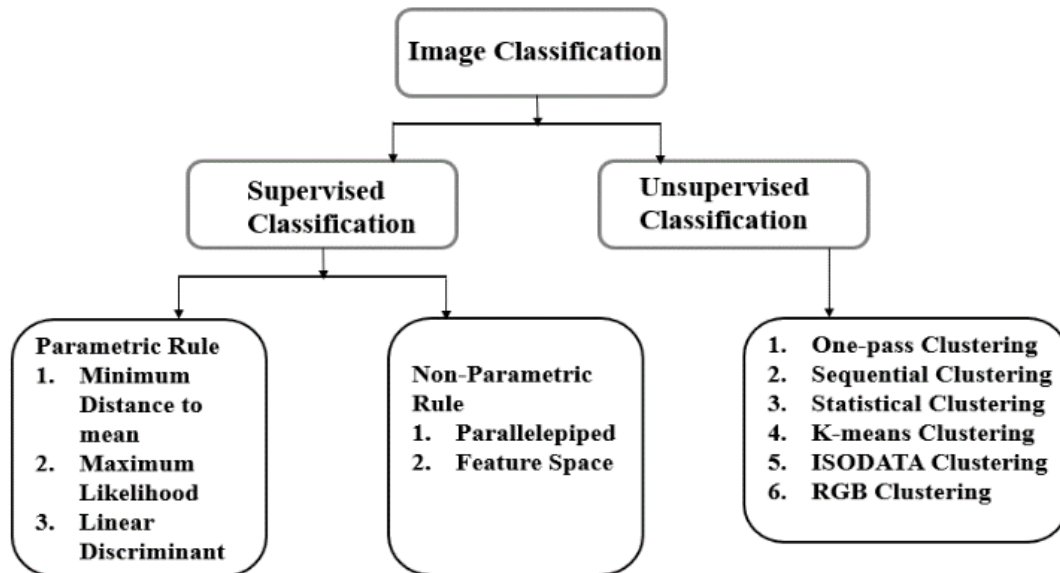 Image Classification
Supervised
Classification
Unsupervised
Classification
Parametric Rule
1. Minimum
Distance to
mean
2. Maximum
Likelihood
3. Linear
Discriminant
Non-Parametric
Rule
1. Parallelepiped
2. Feature Space
1. One-pass Clustering
2. Sequential Clustering
3. Statistical Clustering
4. K-means Clustering
5. ISODATA Clustering
6. RGB Clustering